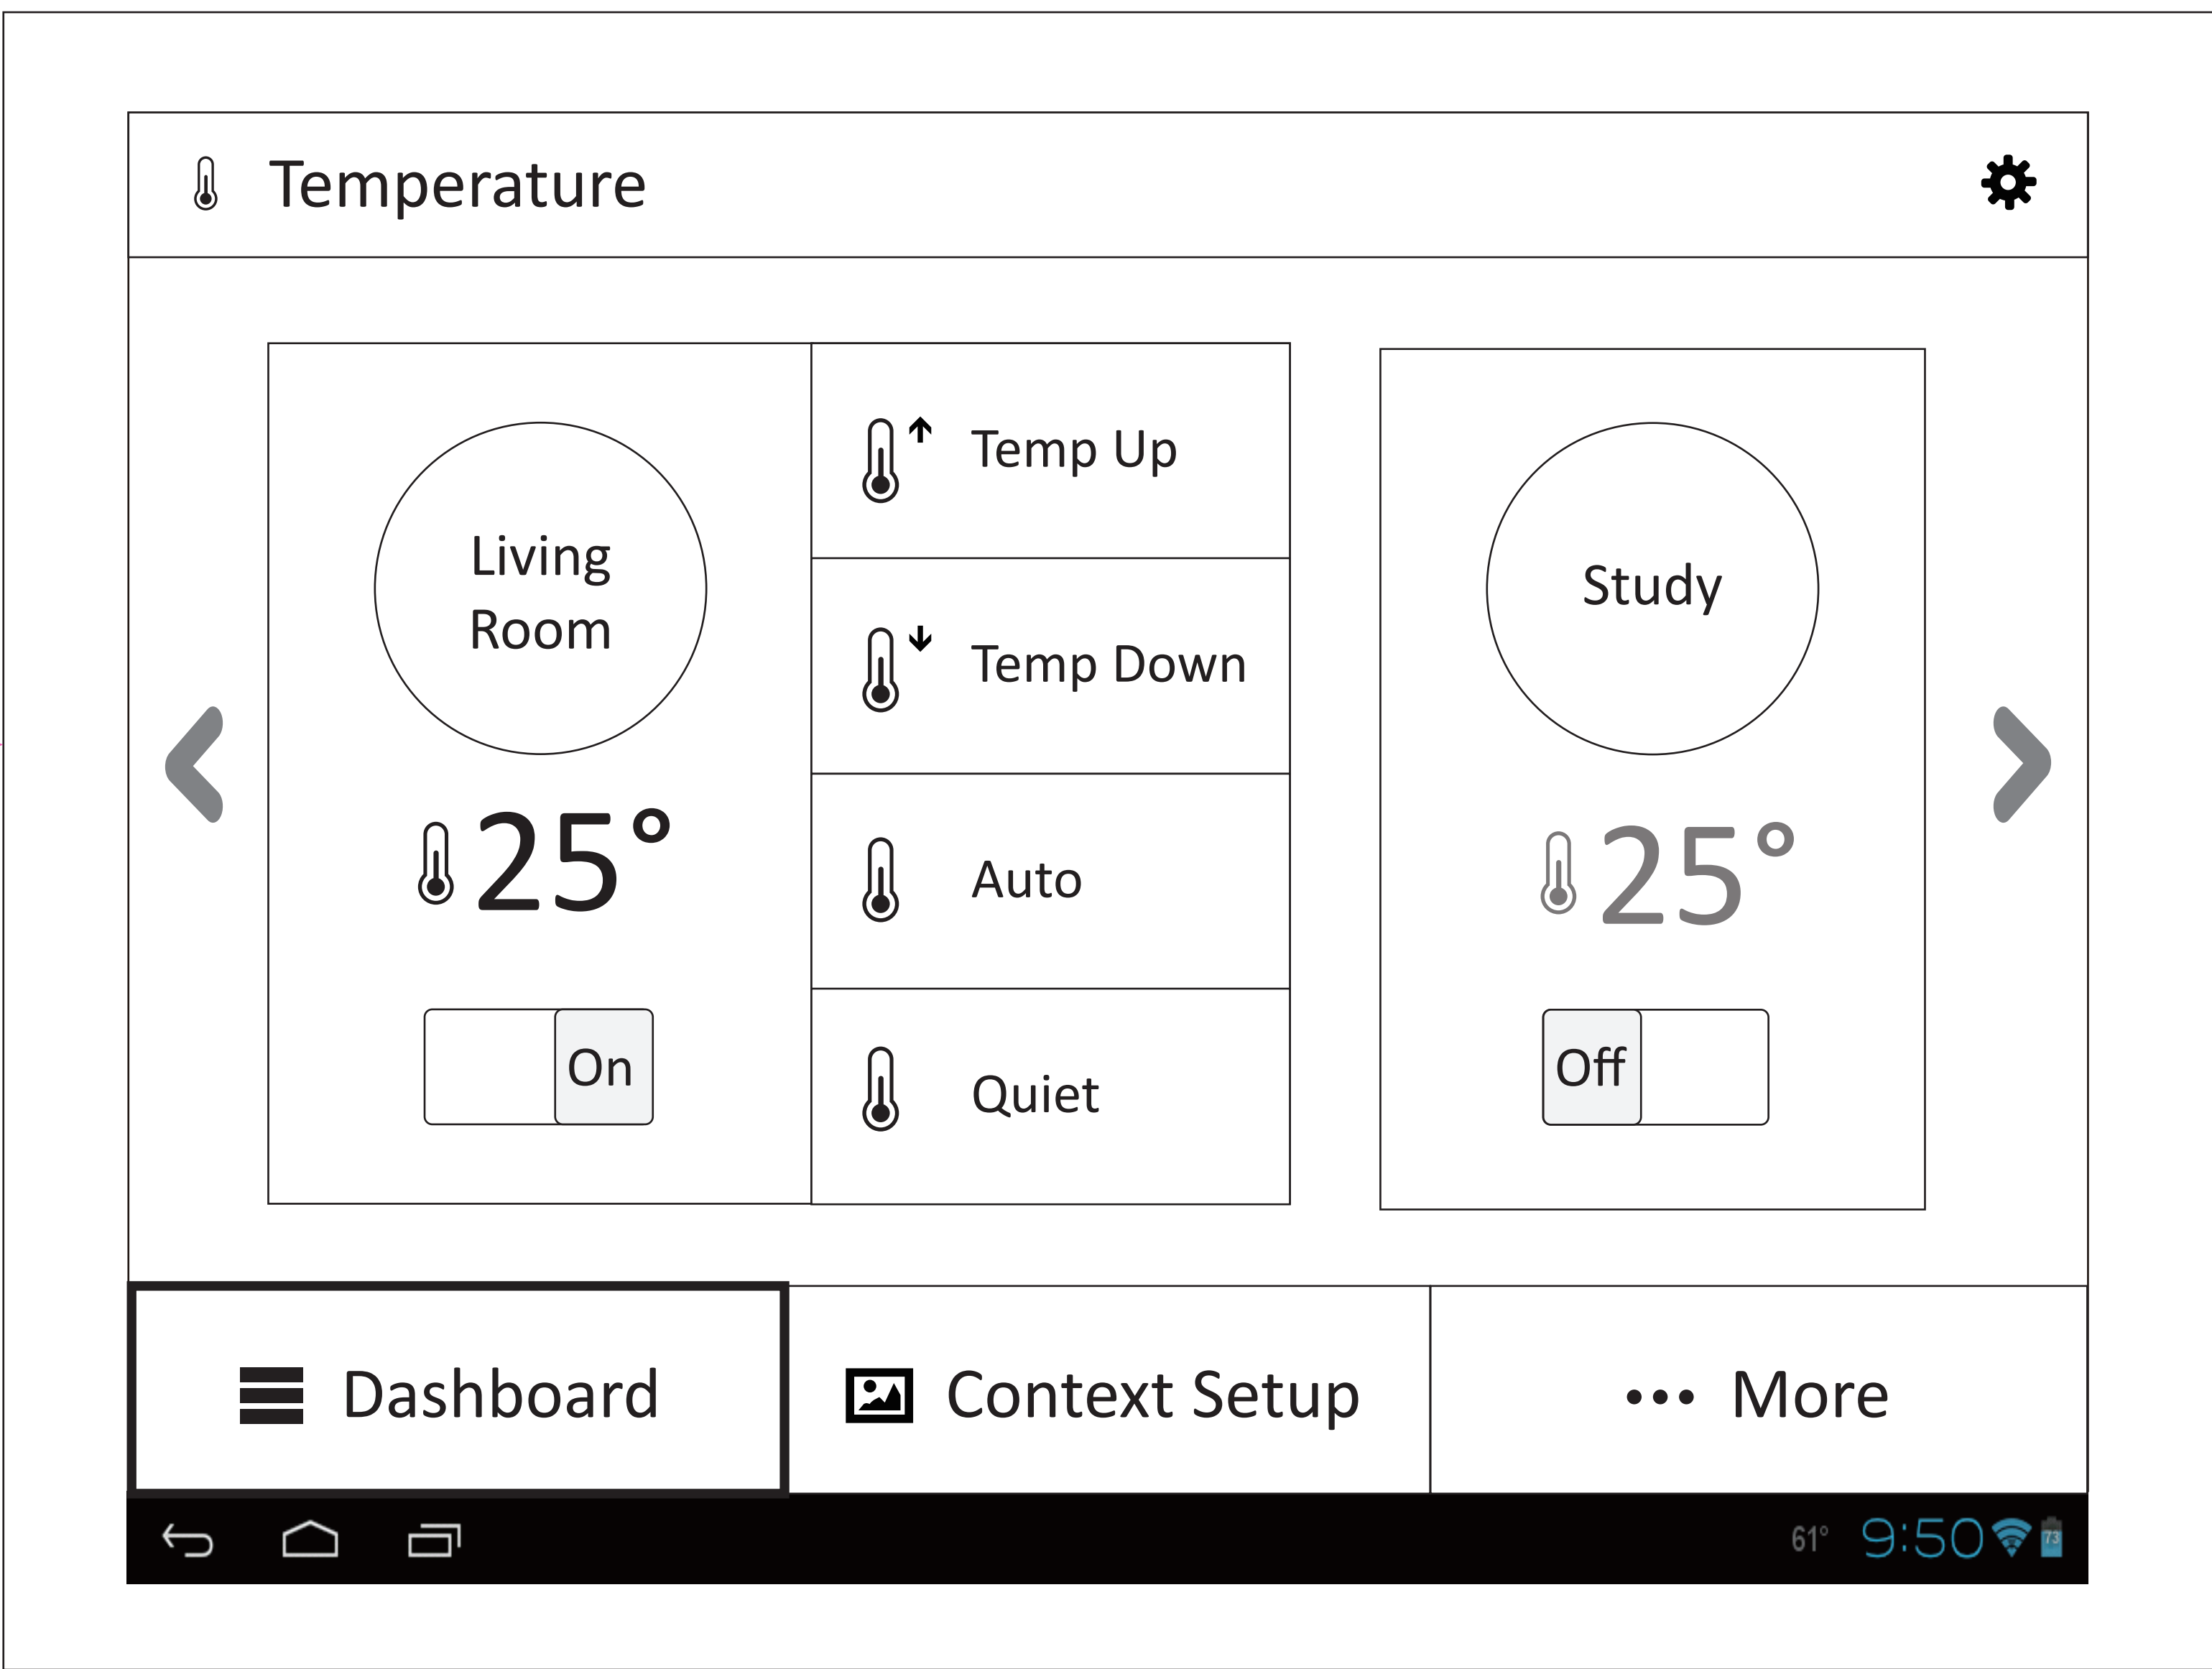 Temperature
Living
Room
25°
On
Temp Up
Temp Down
Auto
Quiet
Study
25°
Off
Dashboard
Context Setup
More
61°
9:50
73